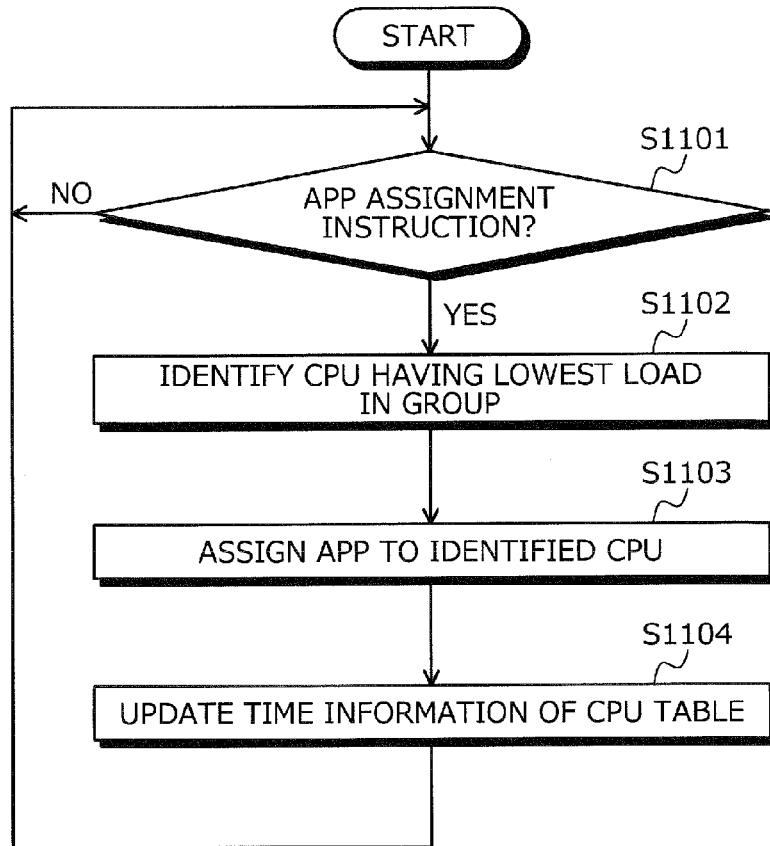 START
S1101
NO
APP ASSIGNMENT
INSTRUCTION?
YES
S1102
IDENTIFY CPU HAVING LOWEST LOAD
IN GROUP
S1103
ASSIGN APP TO IDENTIFIED CPU
S1104
UPDATE TIME INFORMATION OF CPU TABLE